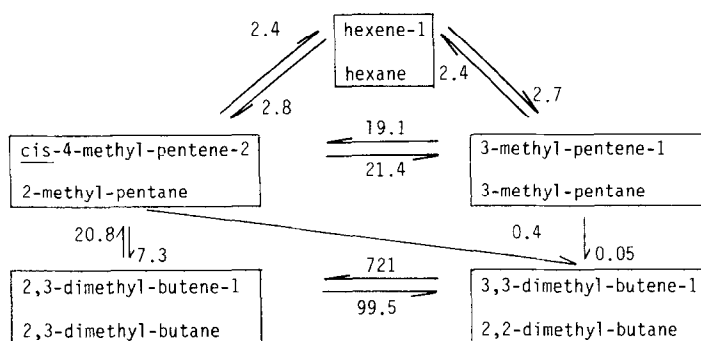 2.4
hexene-1
hexane
2.4
2.8
2.7
cis-4-methyl-pentene-2
2-methyl-pentane
19.1
21.4
3-methyl-pentene-1
3-methyl-pentane
20.8
7.3
0.4
0.05
2,3-dimethyl-butene-1
2,3-dimethyl-butane
721
99.5
3,3-dimethyl-butene-1
2,2-dimethyl-butane